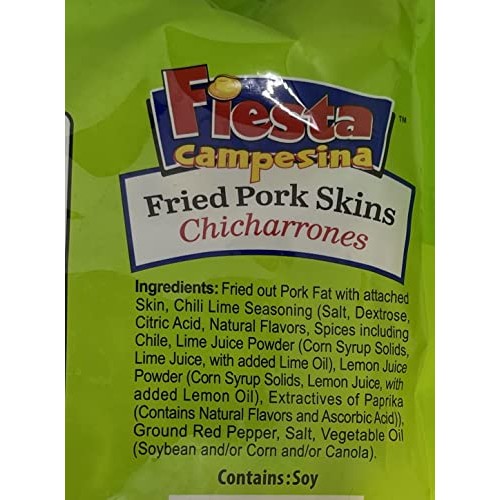 Fiesta™
Campesina
Fried Pork Skins
Chicharrones
Ingredients: Fried out Pork Fat with attached
Skin, Chili Lime Seasoning (Salt, Dextrose,
Citric Acid, Natural Flavors, Spices including
Chile, Lime Juice Powder (Corn Syrup Solids,
Lime Juice, with added Lime Oil), Lemon Juice
Powder (Corn Syrup Solids, Lemon Juice, with
added Lemon Oil), Extractives of Paprika
(Contains Natural Flavors and Ascorbic Acid)),
Ground Red Pepper, Salt, Vegetable Oil
(Soybean and/or Corn and/or Canola).
Contains:Soy